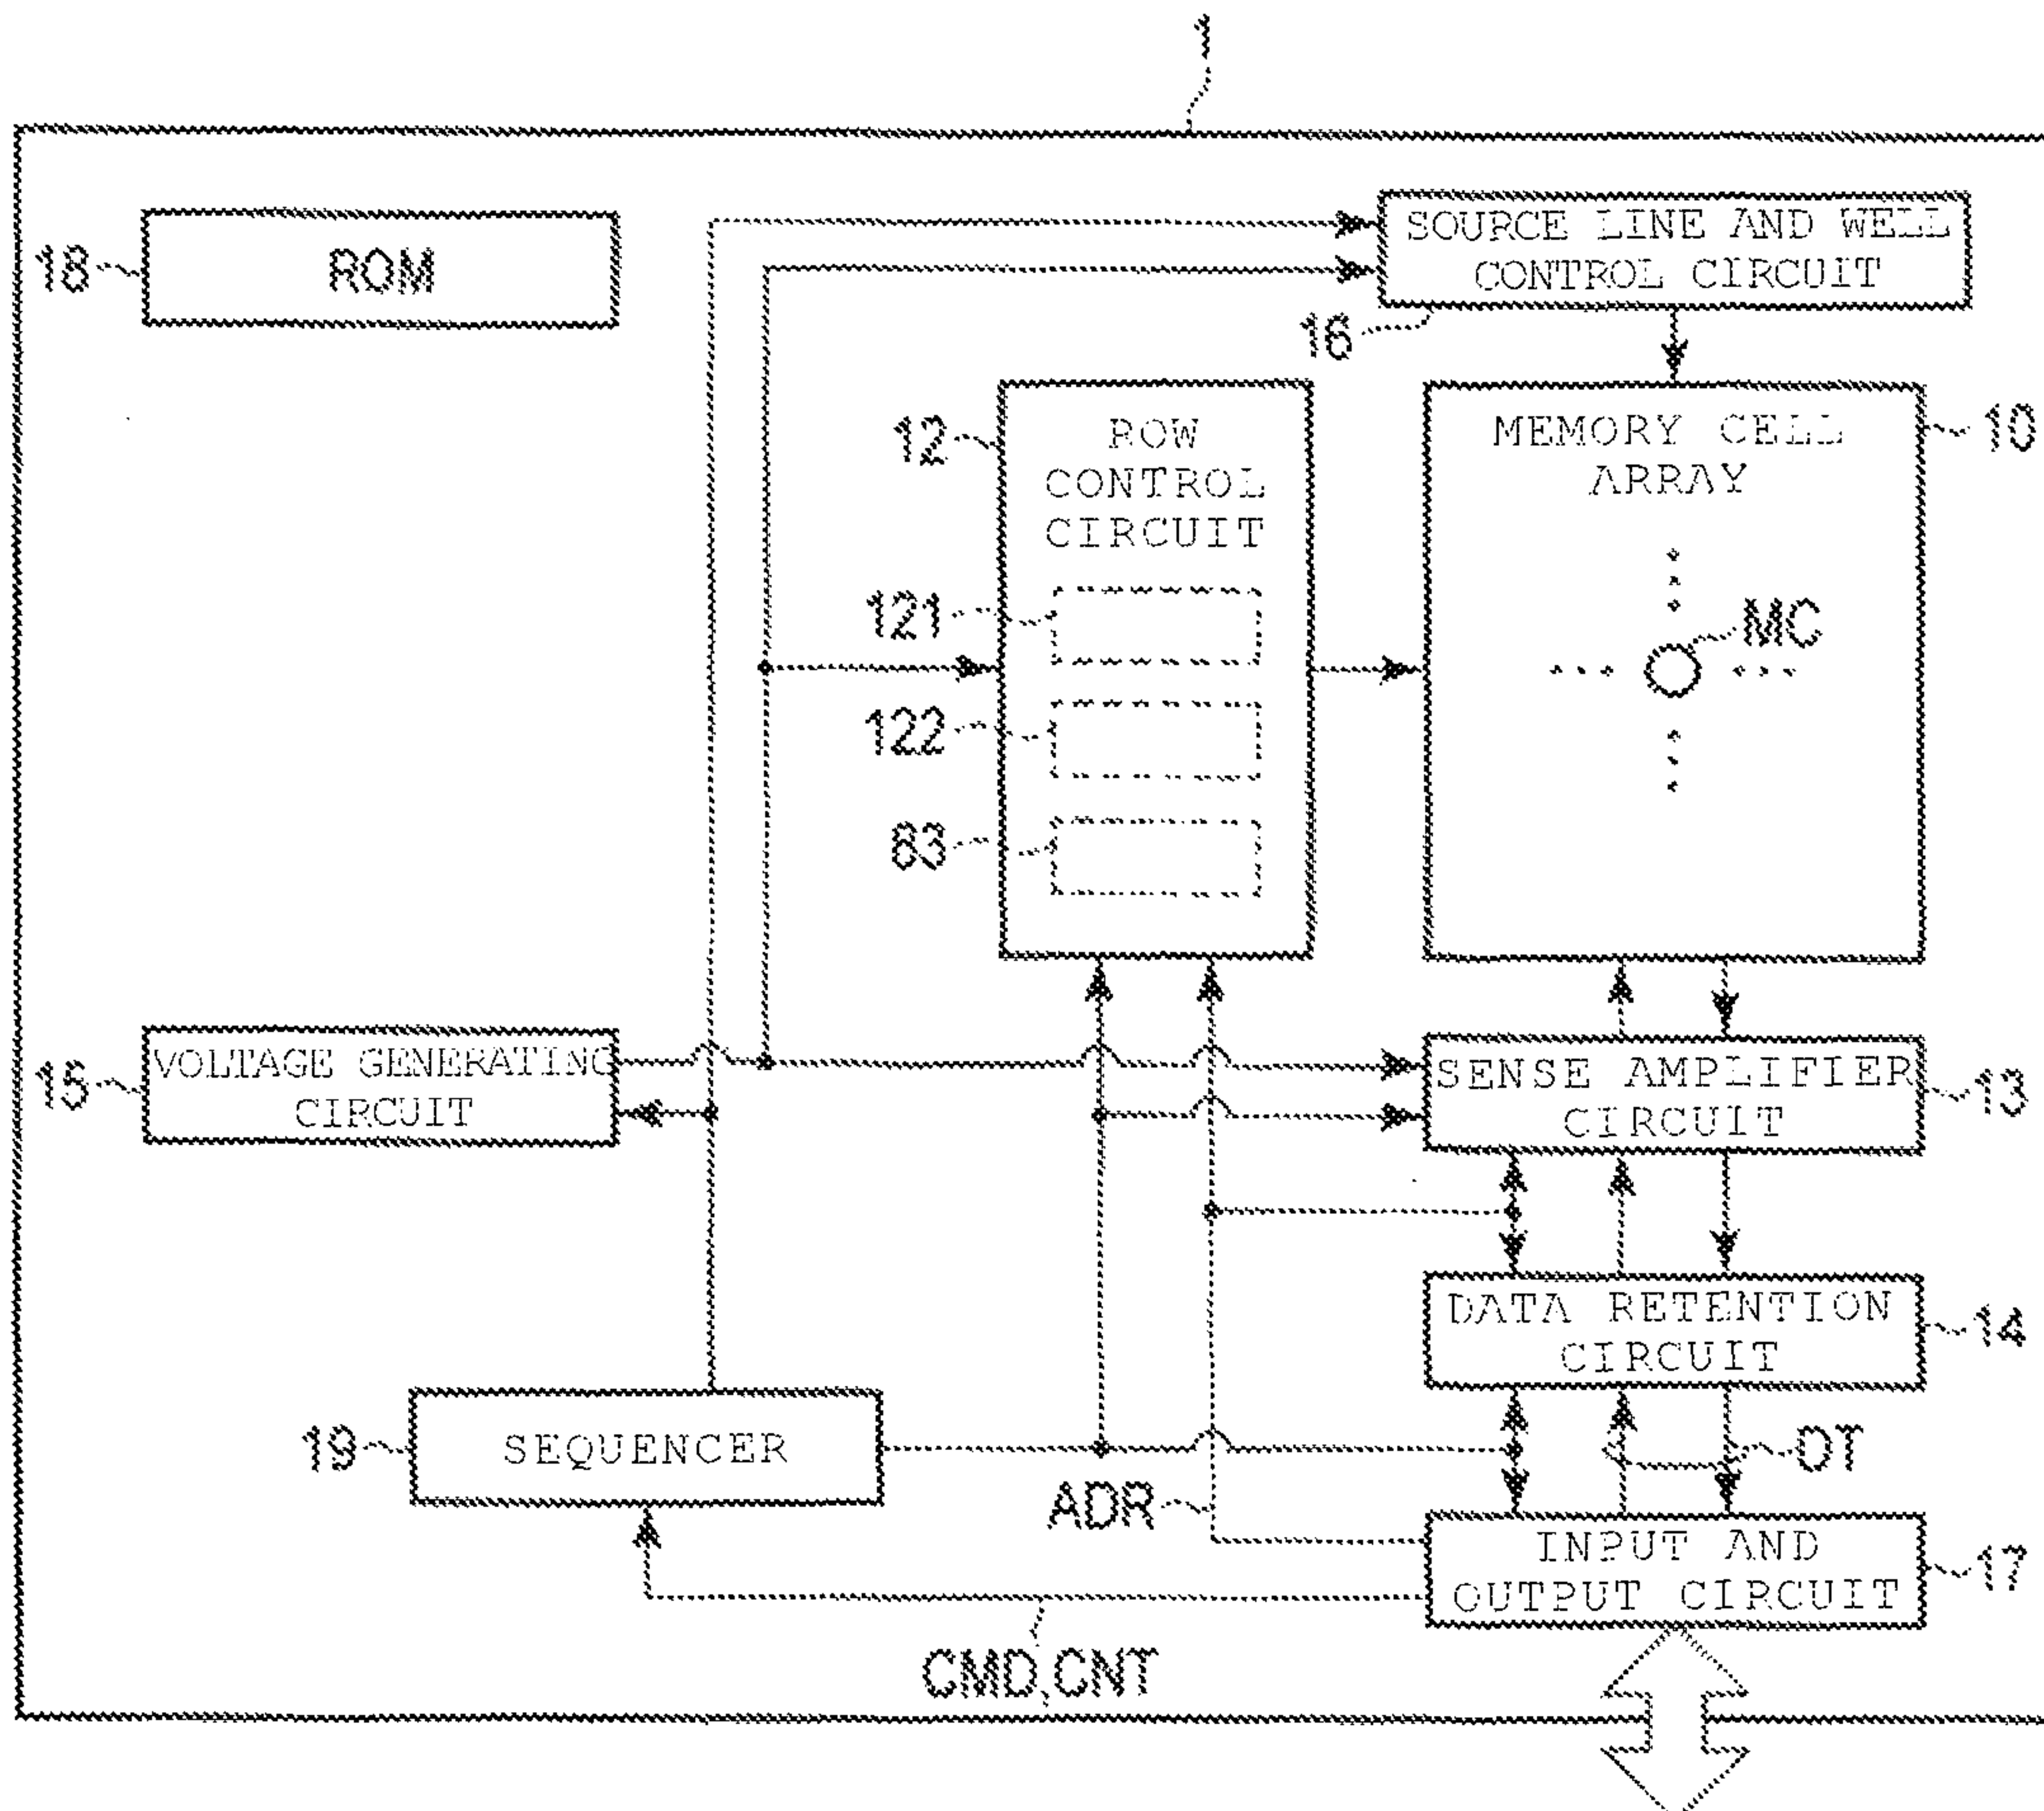 1
18
ROM
SOURCE LINE AND WELL
CONTROL CIRCUIT
16
12
ROW
CONTROL
CIRCUIT
121
122
83
MEMORY CELL
ARRAY
10
MC
15
VOLTAGE GENERATING
CIRCUIT
SENSE AMPLIFIER
CIRCUIT
13
DATA RETENTION
CIRCUIT
14
19
SEQUENCER
ADR
DT
INPUT AND
OUTPUT CIRCUIT
17
CMD,CNT